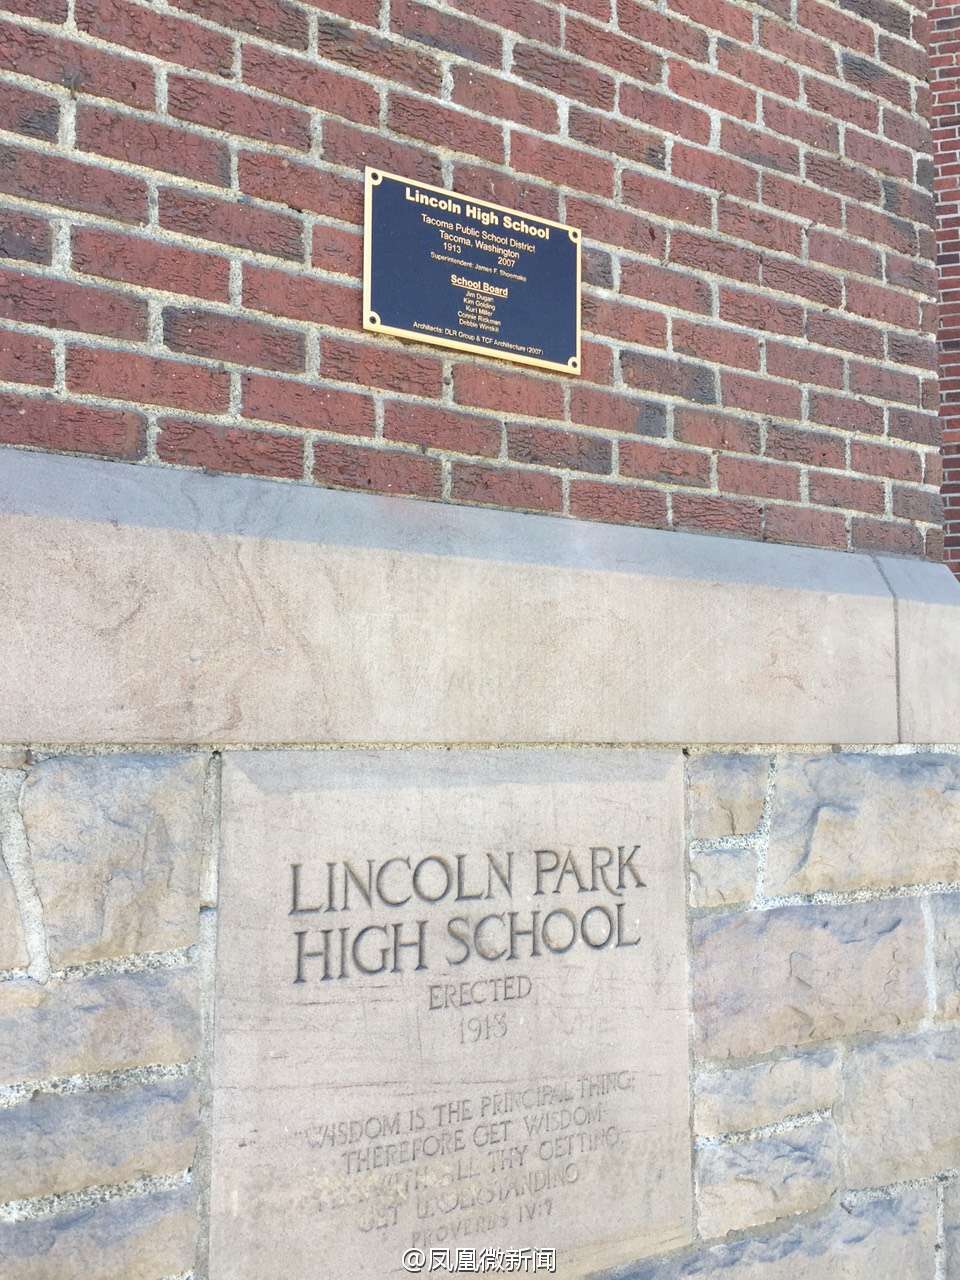 Lincoln High School
Tacoma Public School District
Tacoma, Washington
1913 2007
Superintendent: James F. Shoemake
School Board
Jim Dugan
Kim Golding
Kurt Miller
Connie Rickman
Debbie Winskill
Architects: DLR Group & TCF Architecture (2007)
LINCOLN PARK
HIGH SCHOOL
ERECTED
1913
"WISDOM IS THE PRINCIPAL THING;
THEREFORE GET WISDOM
ALL THY GETTING
GET UNDERSTANDING
PROVERBS IV:7
@凤凰微新闻